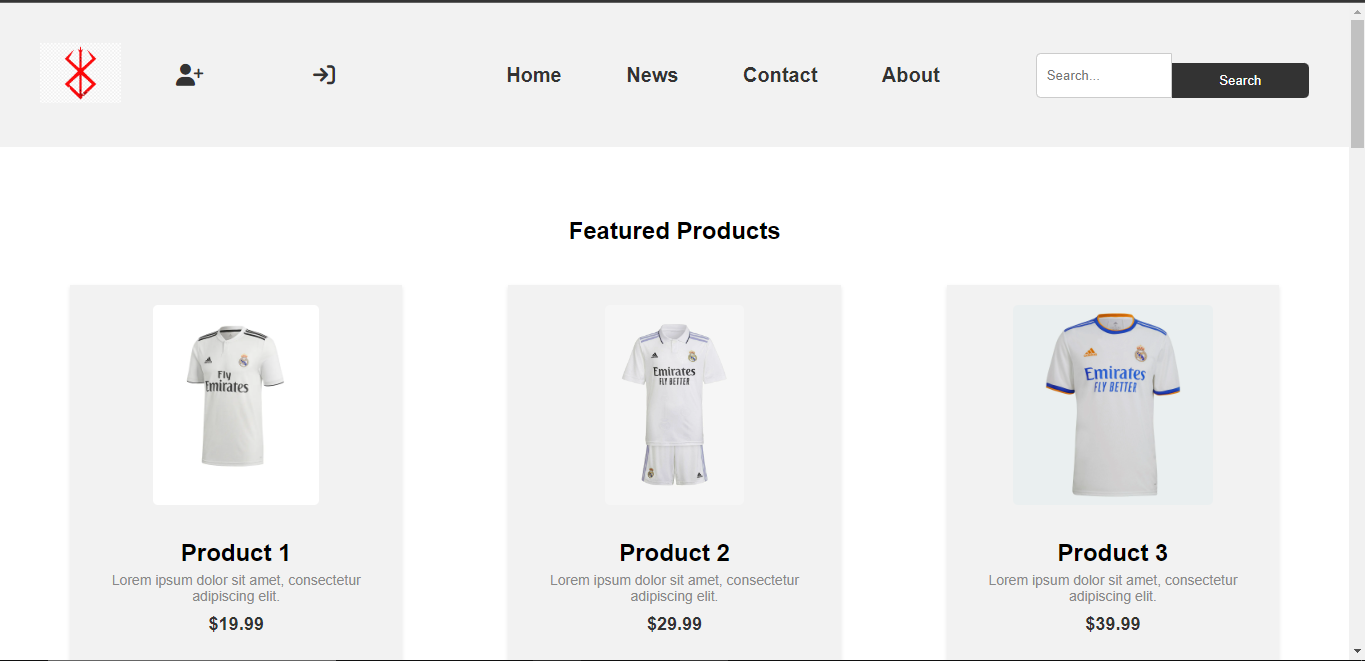 Home News Contact About Search... Search
Featured Products
Fly
Emirates
Emirates
FLY BETTER
Emirates
FLY BETTER
Product 1
Lorem ipsum dolor sit amet, consectetur
adipiscing elit.
$19.99
Product 2
Lorem ipsum dolor sit amet, consectetur
adipiscing elit.
$29.99
Product 3
Lorem ipsum dolor sit amet, consectetur
adipiscing elit.
$39.99